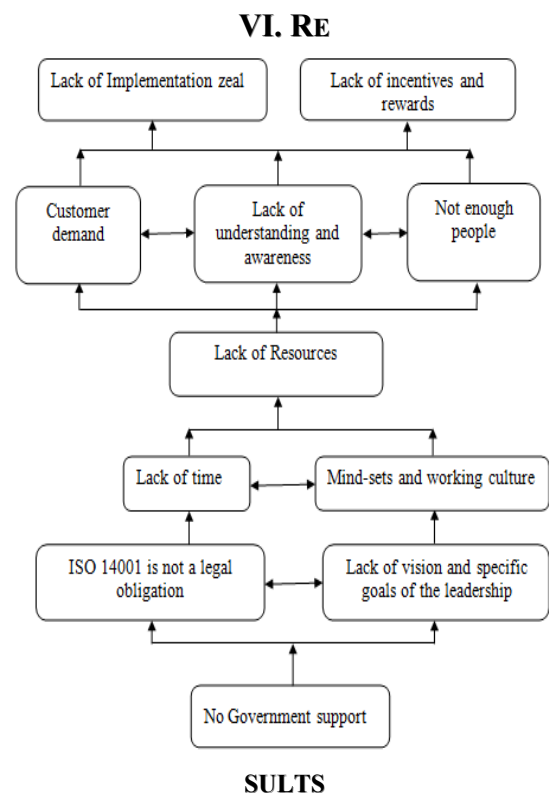 VI. RE
Lack of Implementation zeal
Lack of incentives and
rewards
Customer
demand
Lack of
understanding and
awareness
Not enough
people
Lack of Resources
Lack of time
Mind-sets and working culture
ISO 14001 is not a legal
obligation
Lack of vision and specific
goals of the leadership
No Government support
SULTS